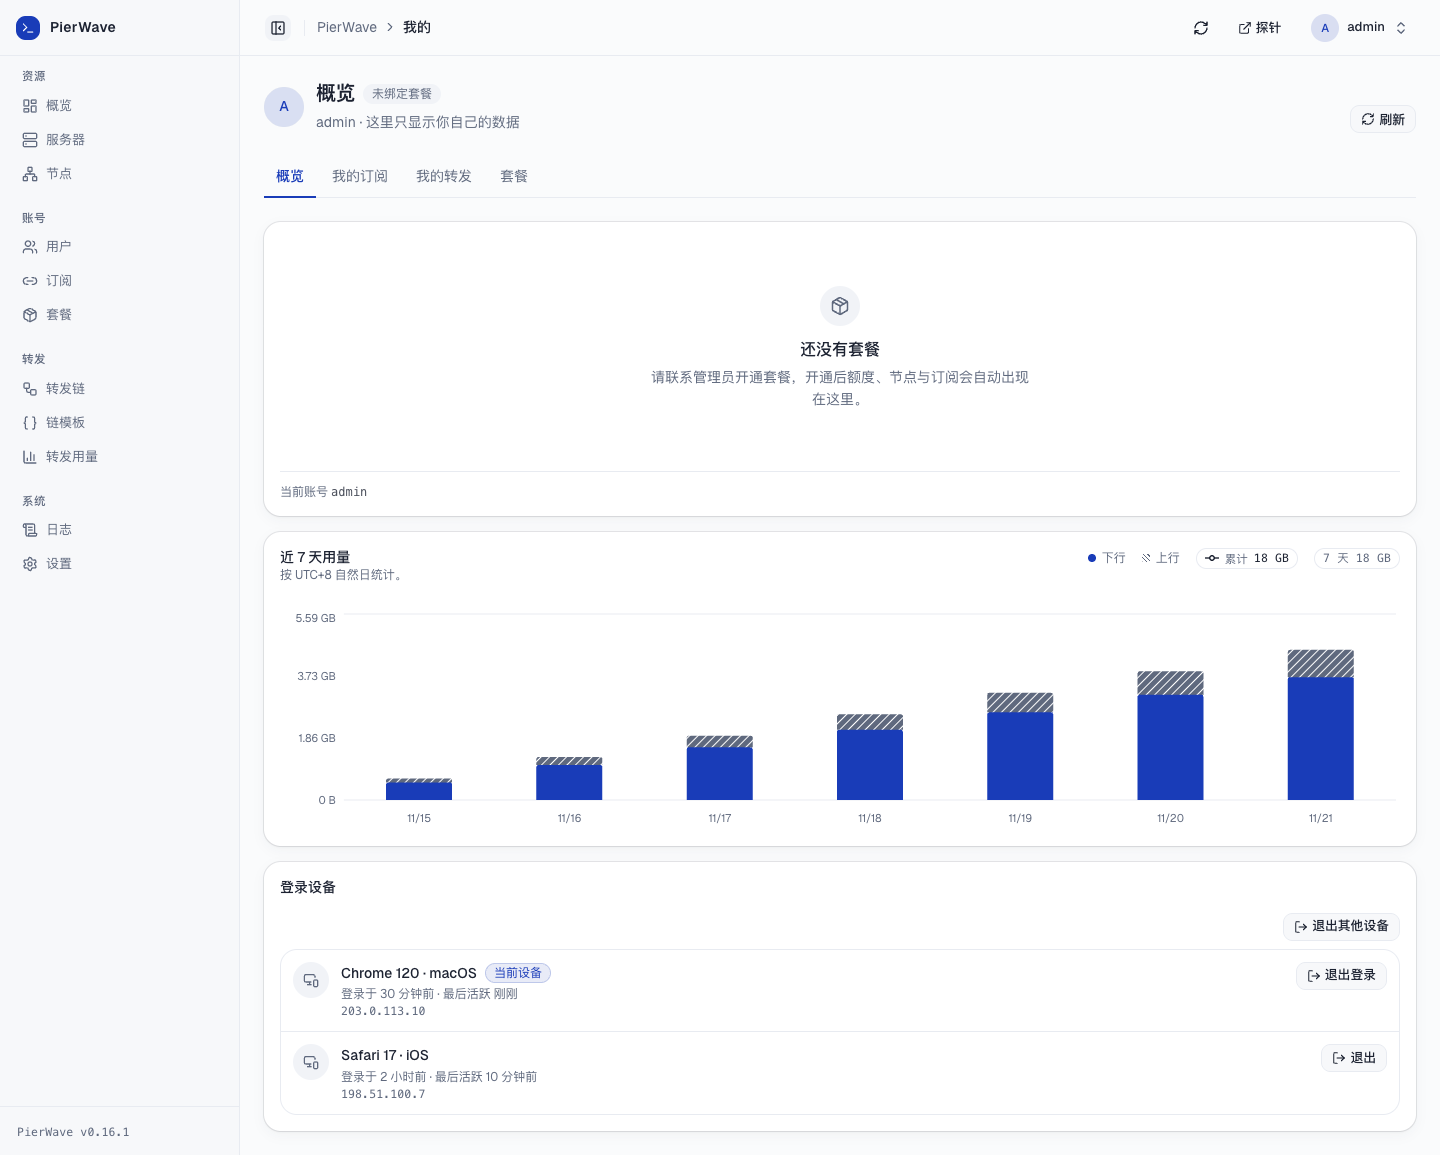 PierWave
资源
概览
服务器
节点
账号
用户
订阅
套餐
转发
转发链
链模板
转发用量
系统
日志
设置
PierWave v0.16.1
PierWave > 我的
探针
A admin
A
概览 未绑定套餐
admin · 这里只显示你自己的数据
刷新
概览 我的订阅 我的转发 套餐
还没有套餐
请联系管理员开通套餐，开通后额度、节点与订阅会自动出现
在这里。
当前账号 admin
近 7 天用量
按 UTC+8 自然日统计。
下行 上行 累计 18 GB 7 天 18 GB
5.59 GB
3.73 GB
1.86 GB
0 B
11/15 11/16 11/17 11/18 11/19 11/20 11/21
登录设备
退出其他设备
Chrome 120 · macOS 当前设备
登录于 30 分钟前 · 最后活跃 刚刚
203.0.113.10
退出登录
Safari 17 · iOS
登录于 2 小时前 · 最后活跃 10 分钟前
198.51.100.7
退出